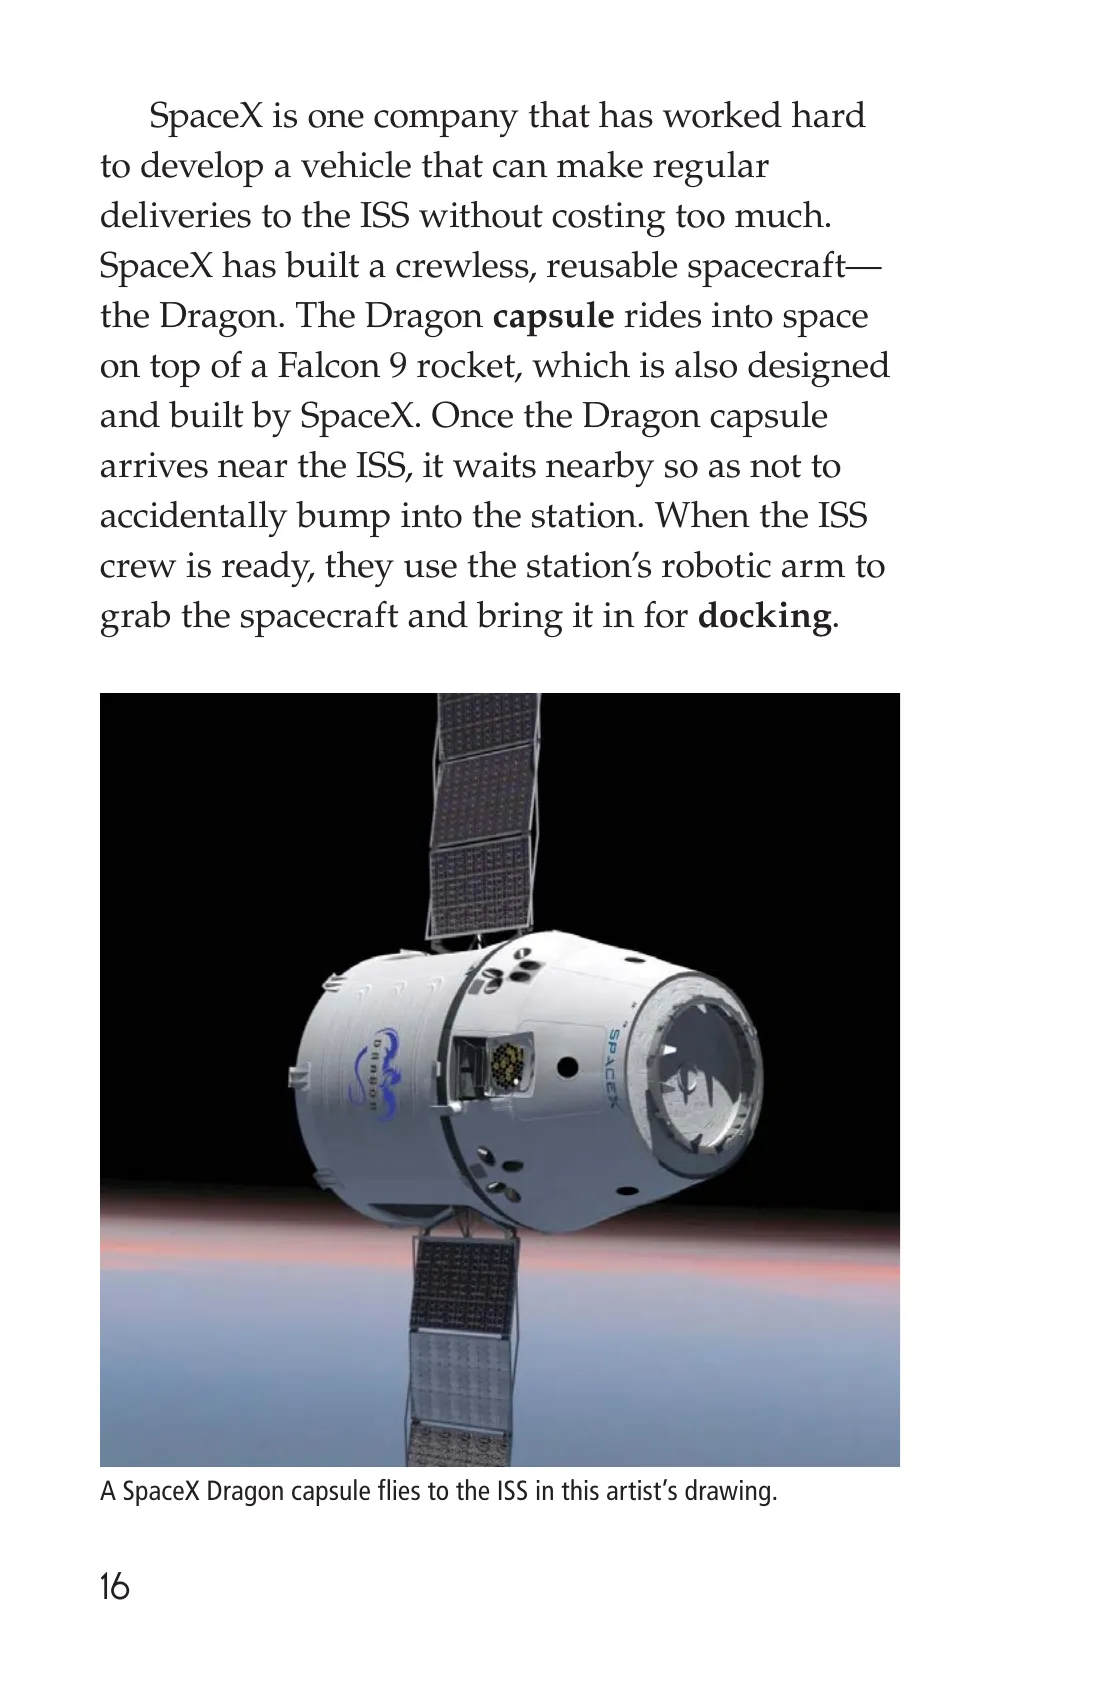 SpaceX is one company that has worked hard
to develop a vehicle that can make regular
deliveries to the ISS without costing too much.
SpaceX has built a crewless, reusable spacecraft—
the Dragon. The Dragon capsule rides into space
on top of a Falcon 9 rocket, which is also designed
and built by SpaceX. Once the Dragon capsule
arrives near the ISS, it waits nearby so as not to
accidentally bump into the station. When the ISS
crew is ready, they use the station’s robotic arm to
grab the spacecraft and bring it in for docking.
DRAGON
SPACEX
A SpaceX Dragon capsule flies to the ISS in this artist’s drawing.
16